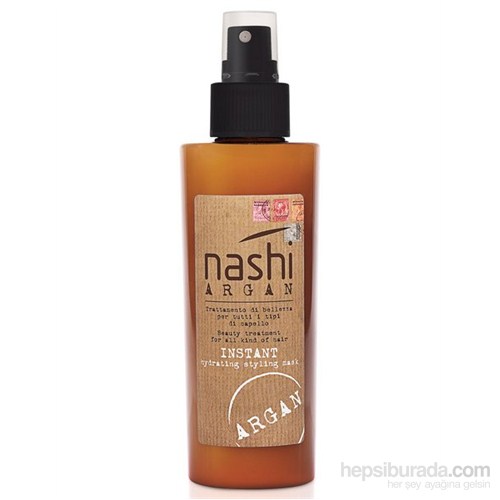 nashi
ARGAN
Trattamento di bellezza
per tutti i tipi
di capello
Beauty treatment
for all kind of hair
INSTANT
hydrating styling mask
ARGAN
hepsiburada.com
her şey ayağına gelsin